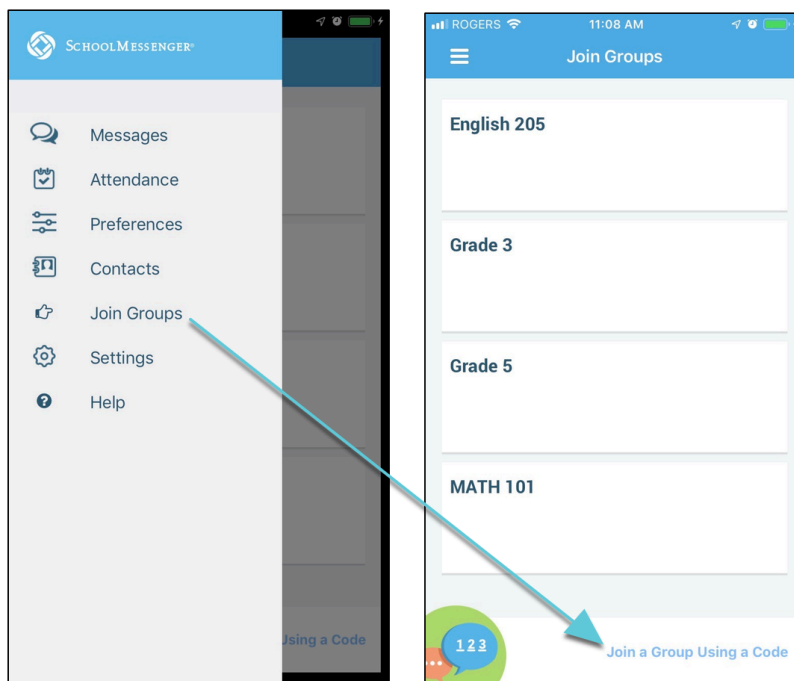 SCHOOLMESSENGER®
Messages
Attendance
Preferences
Contacts
Join Groups
Settings
Help
Using a Code
ROGERS 11:08 AM
Join Groups
English 205
Grade 3
Grade 5
MATH 101
123
Join a Group Using a Code